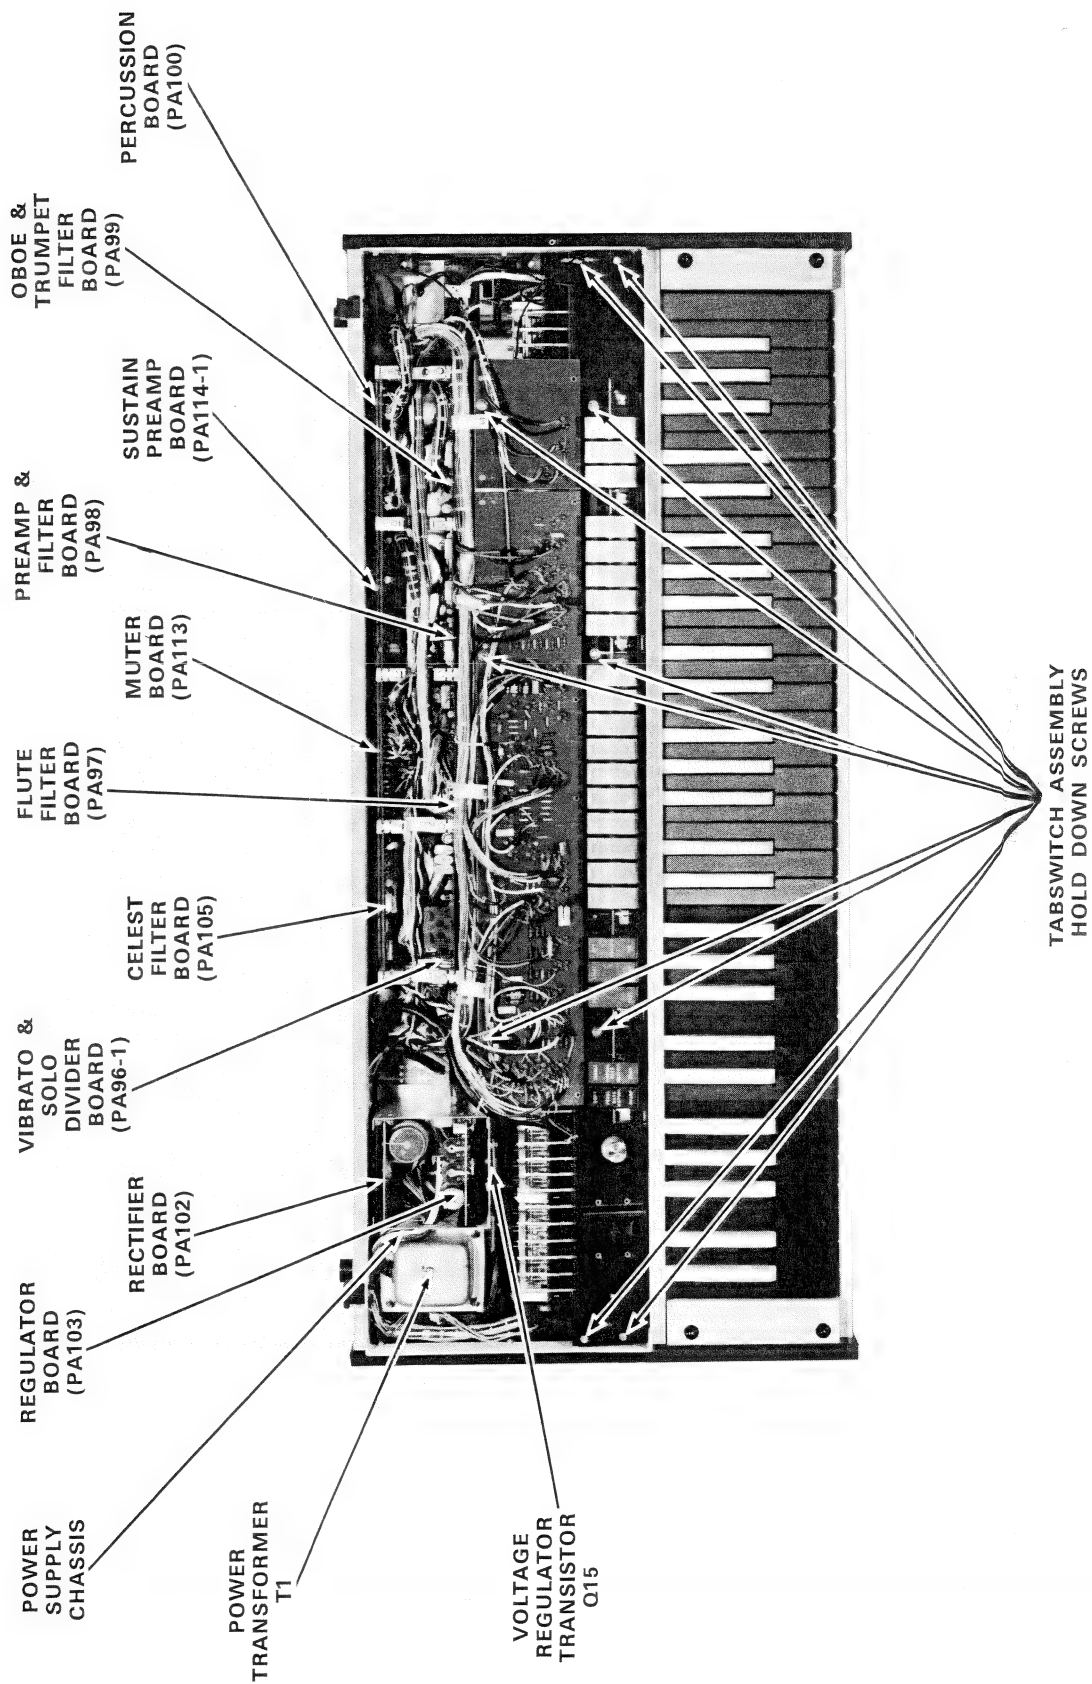 POWER
SUPPLY
CHASSIS
REGULATOR
BOARD
(PA103)
VIBRATO &
SOLO
DIVIDER
BOARD
(PA96-1)
FLUTE
FILTER
BOARD
(PA97)
PREAMP &
FILTER
BOARD
(PA98)
OBOE &
TRUMPET
FILTER
BOARD
(PA99)
RECTIFIER
BOARD
(PA102)
CELEST
FILTER
BOARD
(PA105)
MUTER
BOARD
(PA113)
SUSTAIN
PREAMP
BOARD
(PA114-1)
PERCUSSION
BOARD
(PA100)
POWER
TRANSFORMER
T1
VOLTAGE
REGULATOR
TRANSISTOR
Q15
TABSWITCH ASSEMBLY
HOLD DOWN SCREWS